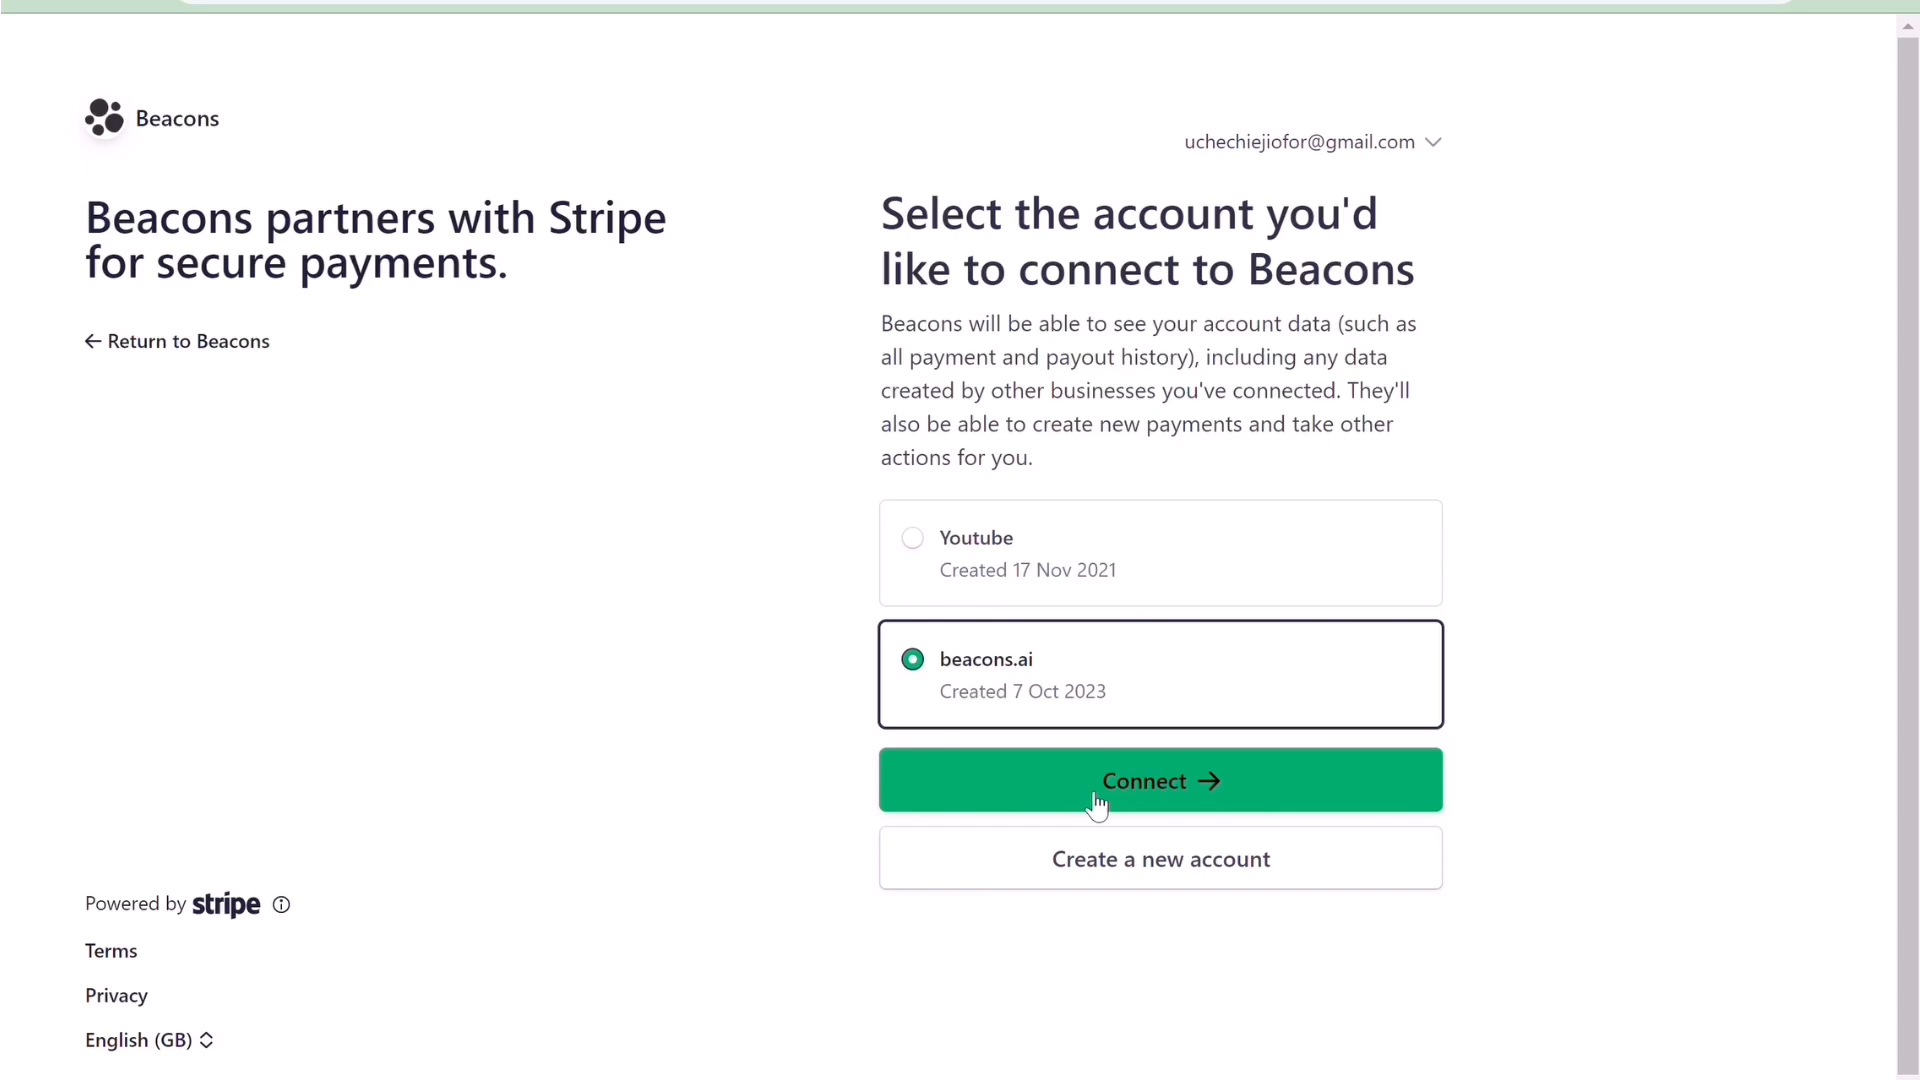 Beacons
Beacons partners with Stripe
for secure payments.
← Return to Beacons
uchechiejiofor@gmail.com
Select the account you'd
like to connect to Beacons
Beacons will be able to see your account data (such as
all payment and payout history), including any data
created by other businesses you've connected. They'll
also be able to create new payments and take other
actions for you.
Youtube
Created 17 Nov 2021
beacons.ai
Created 7 Oct 2023
Connect →
Create a new account
Powered by stripe
Terms
Privacy
English (GB)